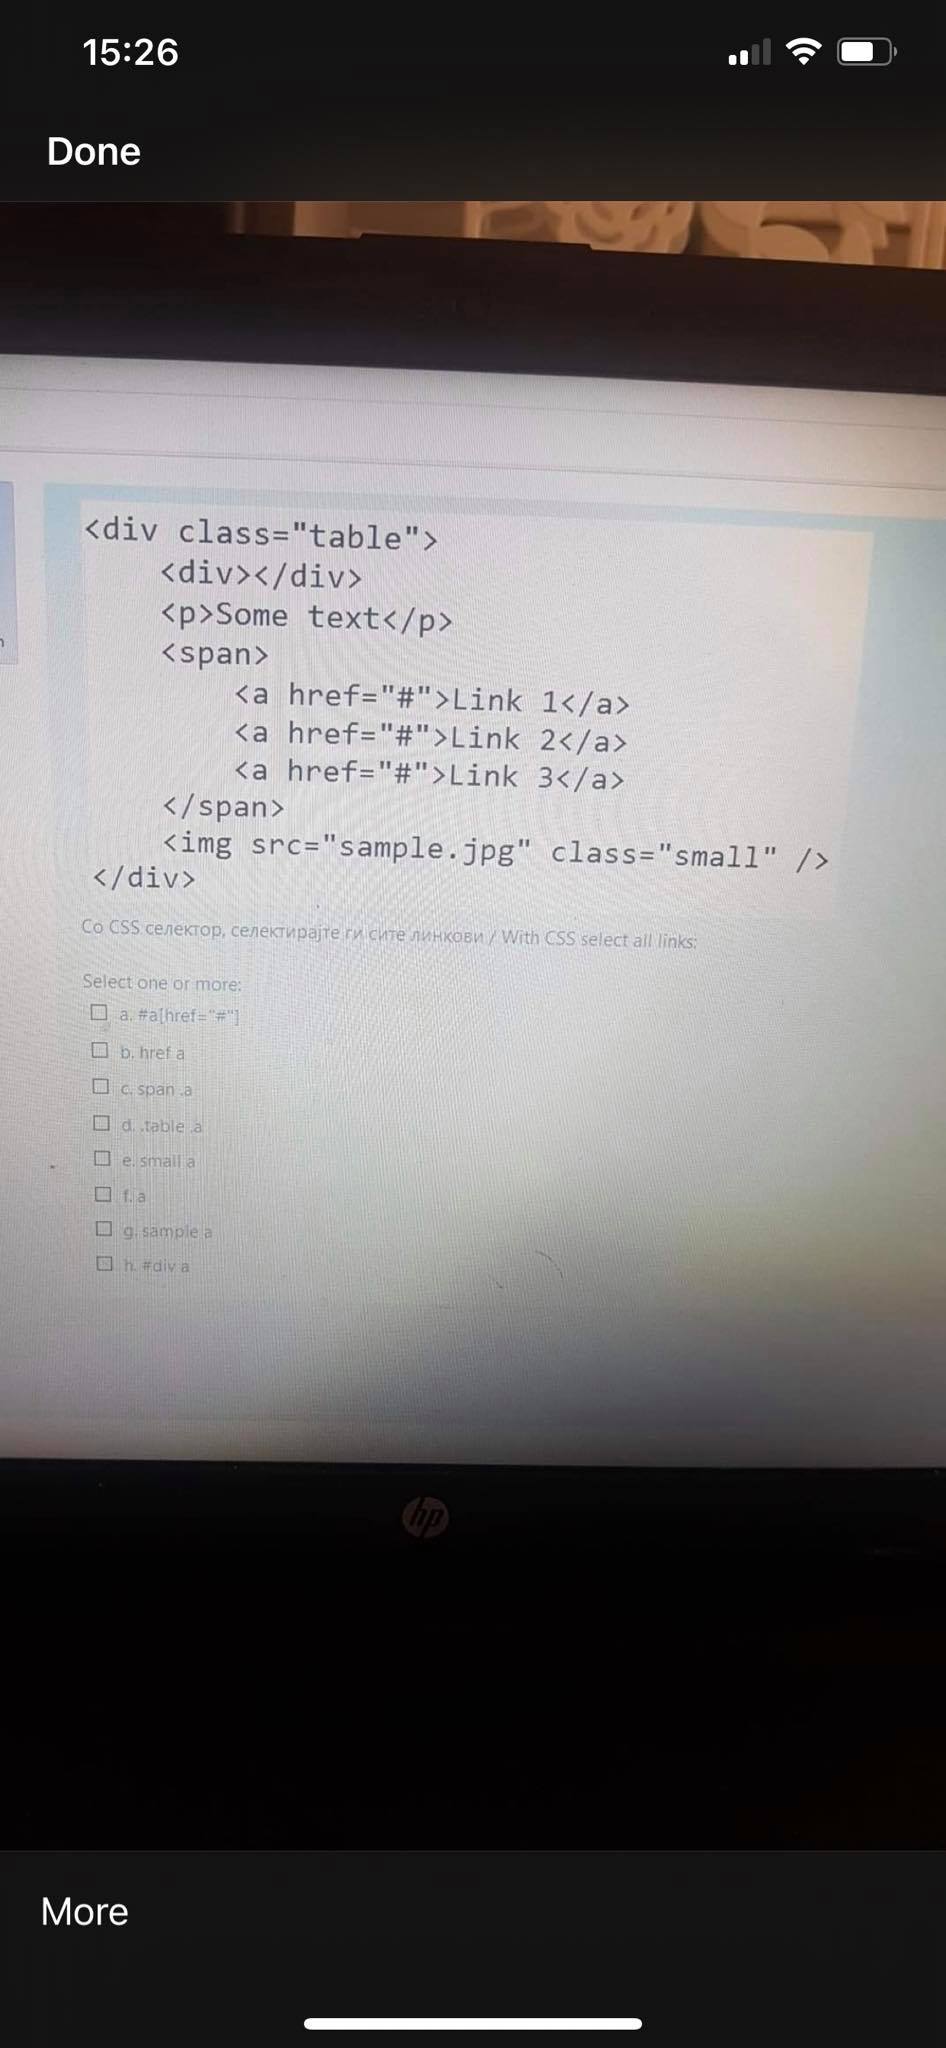 15:26
Done
<div class="table">
<div></div>
<p>Some text</p>
<span>
<a href="#">Link 1</a>
<a href="#">Link 2</a>
<a href="#">Link 3</a>
</span>
<img src="sample.jpg" class="small" />
</div>
Со CSS селектор, селектирајте ги сите линкови / With CSS select all links:
Select one or more:
a. #a[href="#"]
b. href a
c. span .a
d. .table .a
e. small a
f. a
g. sample a
h. #div a
hp
More